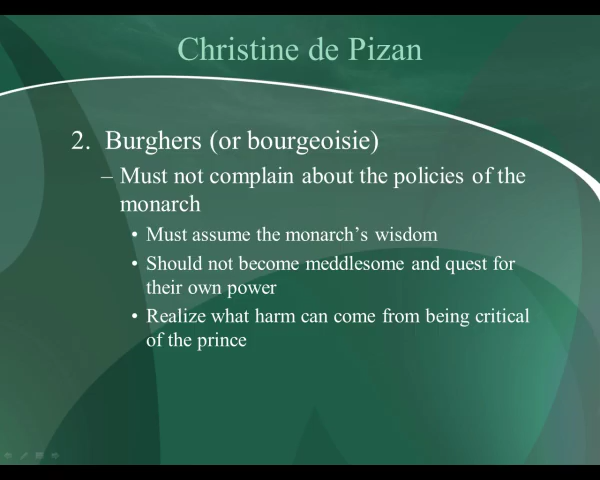 Christine de Pizan
2. Burghers (or bourgeoisie)
– Must not complain about the policies of the
monarch
• Must assume the monarch’s wisdom
• Should not become meddlesome and quest for
their own power
• Realize what harm can come from being critical
of the prince